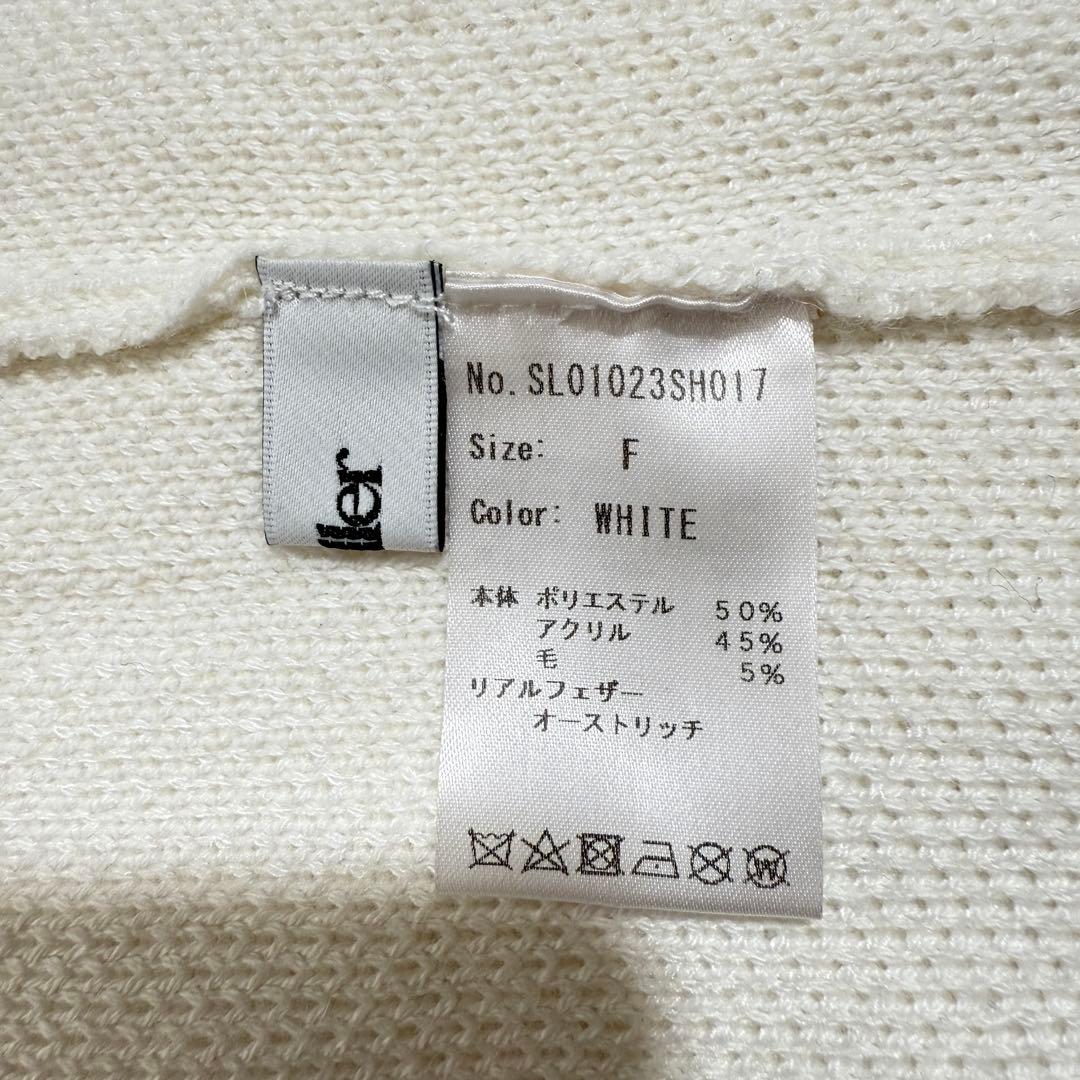 ller
No. SL01023SH017
Size: F
Color: WHITE
本体 ポリエステル 50%
アクリル 45%
毛 5%
リアルフェザー
オーストリッチ
W